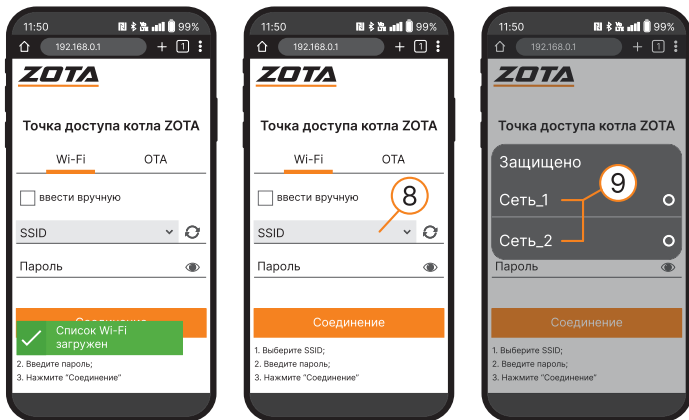 11:50 99%
192.168.0.1 + 1
ZOTA
Точка доступа котла ZOTA
Wi-Fi OTA
ввести вручную
SSID
Пароль
Список Wi-Fi
загружен
2. Введите пароль;
3. Нажмите "Соединение"
11:50 99%
192.168.0.1 + 1
ZOTA
Точка доступа котла ZOTA
Wi-Fi OTA
ввести вручную
8
SSID
Пароль
Соединение
1. Выберите SSID;
2. Введите пароль;
3. Нажмите "Соединение"
11:50 99%
192.168.0.1 + 1
ZOTA
Точка доступа котла ZOTA
Защищено
9
Сеть_1
Сеть_2
Пароль
Соединение
1. Выберите SSID;
2. Введите пароль;
3. Нажмите "Соединение"